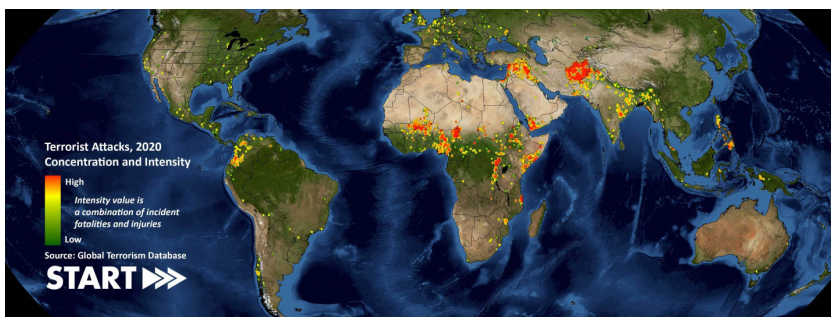 Terrorist Attacks, 2020
Concentration and Intensity
High
Intensity value is
a combination of incident
fatalities and injuries
Low
Source: Global Terrorism Database
START